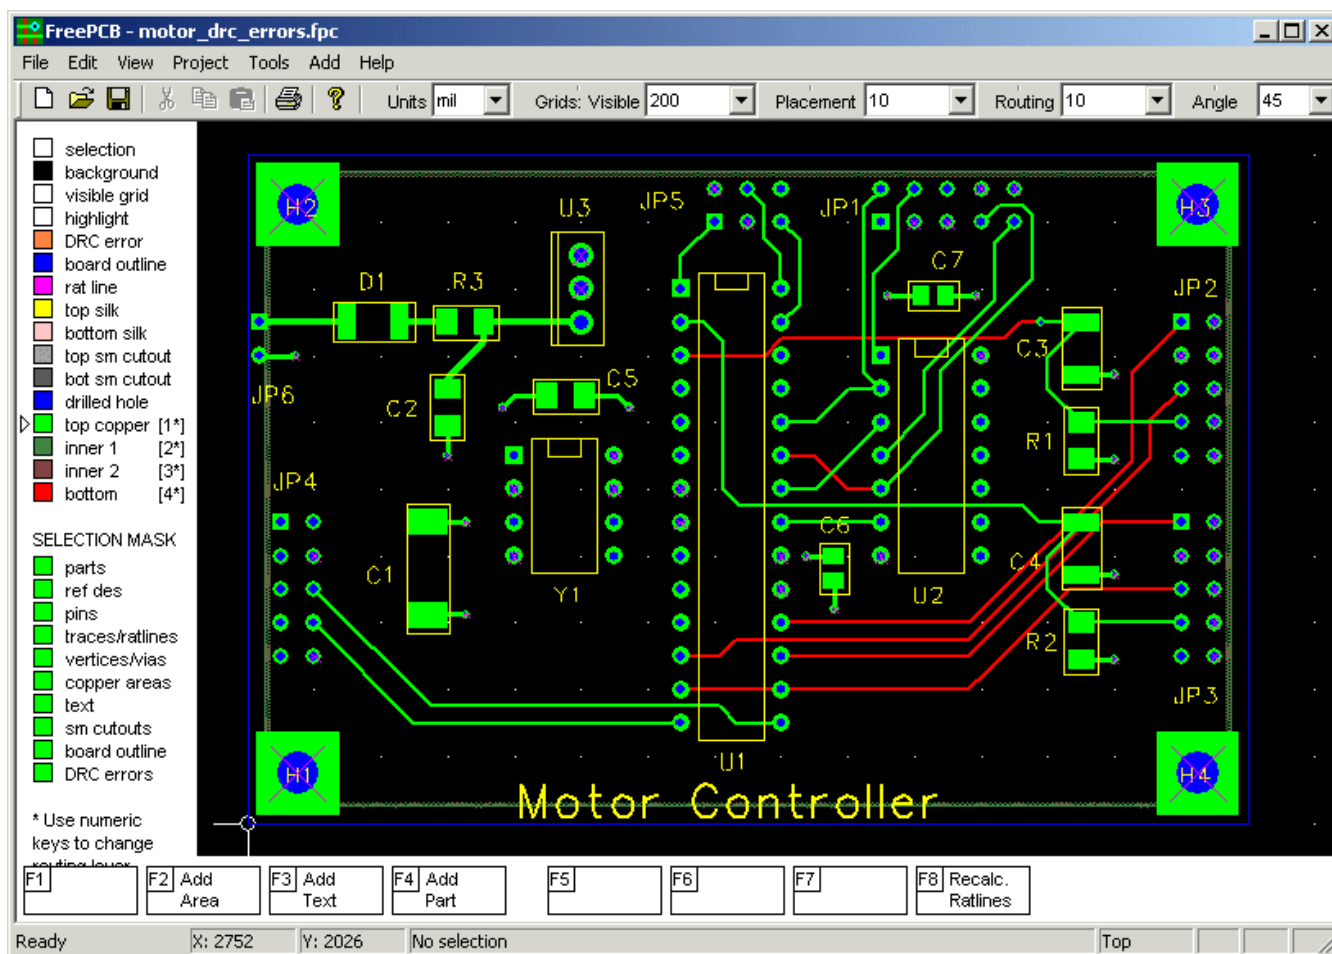 FreePCB - motor_drc_errors.fpc
File Edit View Project Tools Add Help
Units mil Grids: Visible 200 Placement 10 Routing 10 Angle 45
selection
background
visible grid
highlight
DRC error
board outline
rat line
top silk
bottom silk
top sm cutout
bot sm cutout
drilled hole
top copper [1*]
inner 1 [2*]
inner 2 [3*]
bottom [4*]
SELECTION MASK
parts
ref des
pins
traces/ratlines
vertices/vias
copper areas
text
sm cutouts
board outline
DRC errors
* Use numeric
keys to change
routing layer
H2
U3
JP5
JP1
H3
D1
R3
C7
JP2
C3
JP6
C2
C5
R1
JP4
C6
C1
Y1
U2
C4
R2
JP3
U1
H1
H4
Motor Controller
F1
F2 Add
Area
F3 Add
Text
F4 Add
Part
F5
F6
F7
F8 Recalc.
Ratlines
Ready X: 2752 Y: 2026 No selection Top